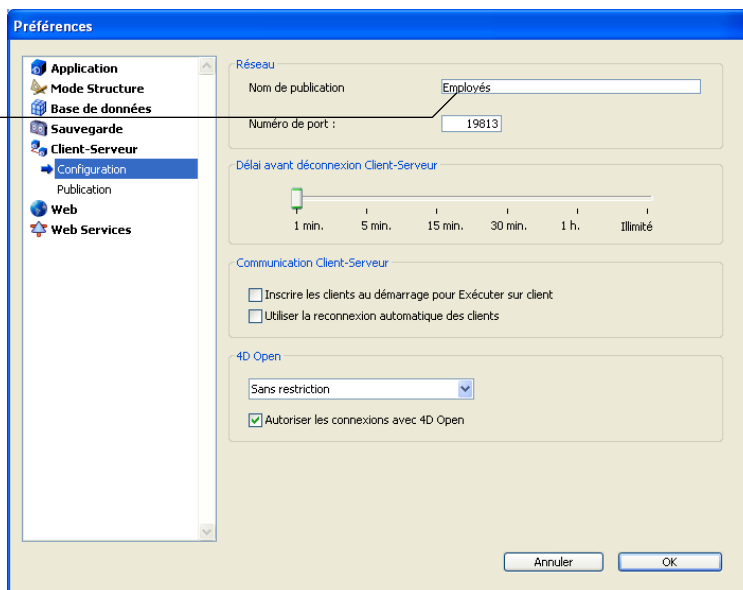 Préférences
Application
Mode Structure
Base de données
Sauvegarde
Client-Serveur
Configuration
Publication
Web
Web Services
Réseau
Nom de publication Employés
Numéro de port : 19813
Délai avant déconnexion Client-Serveur
1 min. 5 min. 15 min. 30 min. 1 h. Illimité
Communication Client-Serveur
Inscrire les clients au démarrage pour Exécuter sur client
Utiliser la reconnexion automatique des clients
4D Open
Sans restriction
Autoriser les connexions avec 4D Open
Annuler OK